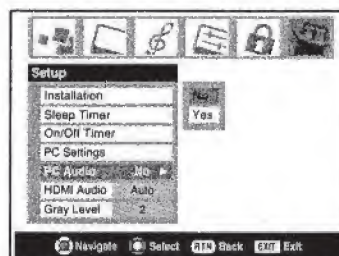 Setup
Installation
Sleep Timer
On/Off Timer
PC Settings
PC Audio No
HDMI Audio Auto
Gray Level 2
No
Yes
Navigate Select RTN Back EXIT Exit